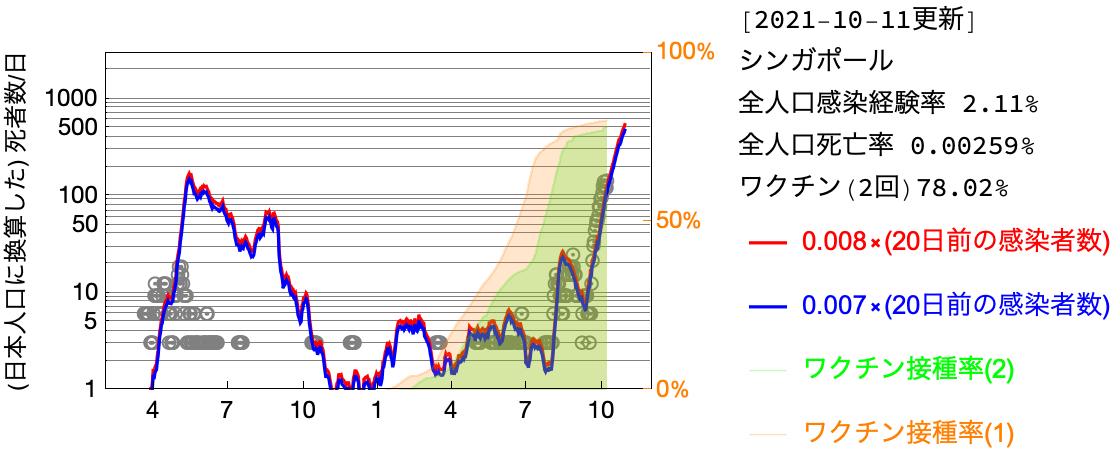 [2021-10-11更新]
シンガポール
全人口感染経験率 2.11%
全人口死亡率 0.00259%
ワクチン(2回)78.02%
0.008×(20日前の感染者数)
0.007×(20日前の感染者数)
ワクチン接種率(2)
ワクチン接種率(1)
(日本人口に換算した) 死者数/日
1000
500
100
50
10
5
1
100%
50%
0%
4 7 10 1 4 7 10